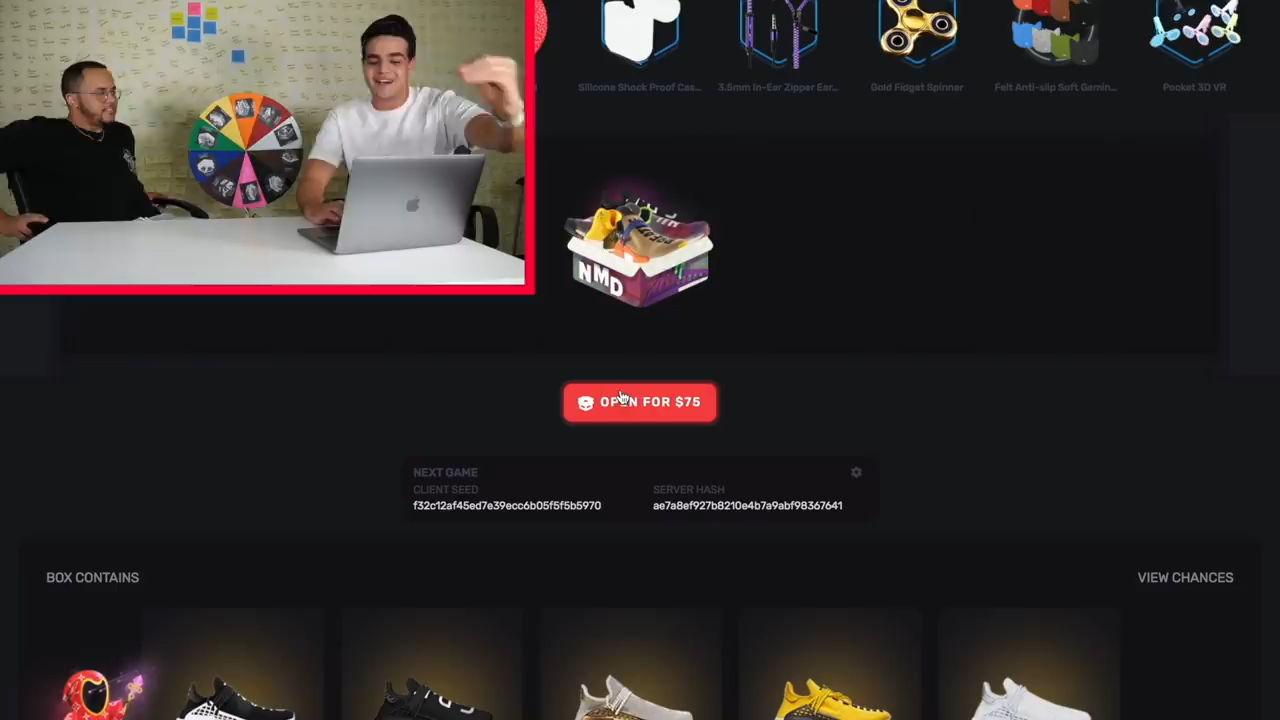 Silicone Shock Proof Cas...
3.5mm In-Ear Zipper Ear...
Gold Fidget Spinner
Felt Anti-slip Soft Gamin...
Pocket 3D VR
NMD
OPEN FOR $75
NEXT GAME
CLIENT SEED
SERVER HASH
f32c12af45ed7e39ecc6b05f5f5b5970
ae7a8ef927b8210e4b7a9abf98367641
BOX CONTAINS
VIEW CHANCES